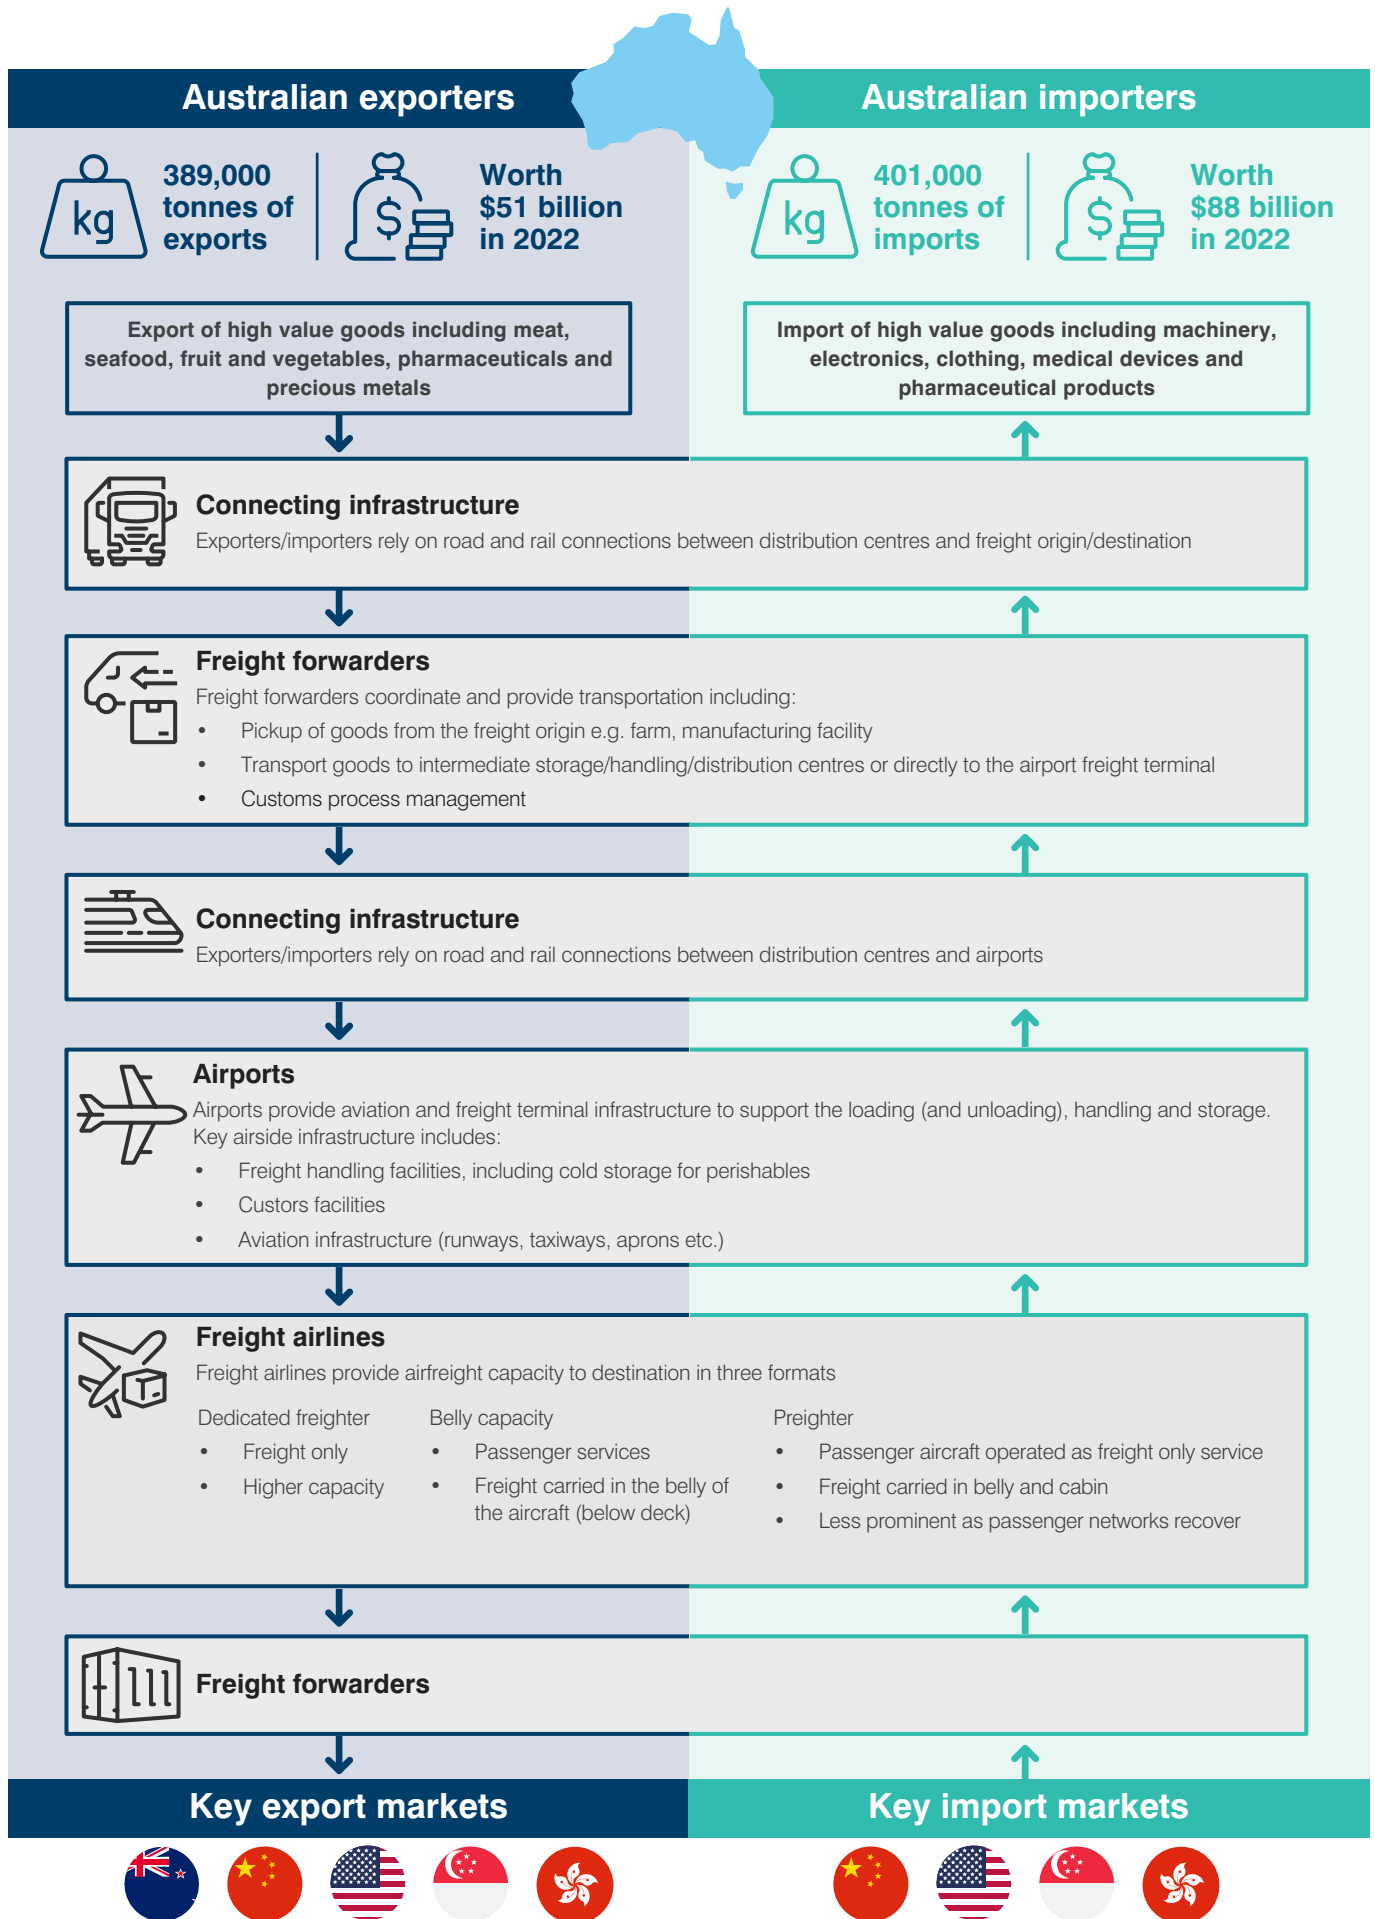 Australian exporters
Australian importers
kg
389,000
tonnes of
exports
$
Worth
$51 billion
in 2022
kg
401,000
tonnes of
imports
$
Worth
$88 billion
in 2022
Export of high value goods including meat,
seafood, fruit and vegetables, pharmaceuticals and
precious metals
Import of high value goods including machinery,
electronics, clothing, medical devices and
pharmaceutical products
Connecting infrastructure
Exporters/importers rely on road and rail connections between distribution centres and freight origin/destination
Freight forwarders
Freight forwarders coordinate and provide transportation including:
• Pickup of goods from the freight origin e.g. farm, manufacturing facility
• Transport goods to intermediate storage/handling/distribution centres or directly to the airport freight terminal
• Customs process management
Connecting infrastructure
Exporters/importers rely on road and rail connections between distribution centres and airports
Airports
Airports provide aviation and freight terminal infrastructure to support the loading (and unloading), handling and storage.
Key airside infrastructure includes:
• Freight handling facilities, including cold storage for perishables
• Custors facilities
• Aviation infrastructure (runways, taxiways, aprons etc.)
Freight airlines
Freight airlines provide airfreight capacity to destination in three formats
Dedicated freighter
• Freight only
• Higher capacity
Belly capacity
• Passenger services
• Freight carried in the belly of
the aircraft (below deck)
Preighter
• Passenger aircraft operated as freight only service
• Freight carried in belly and cabin
• Less prominent as passenger networks recover
Freight forwarders
Key export markets
Key import markets